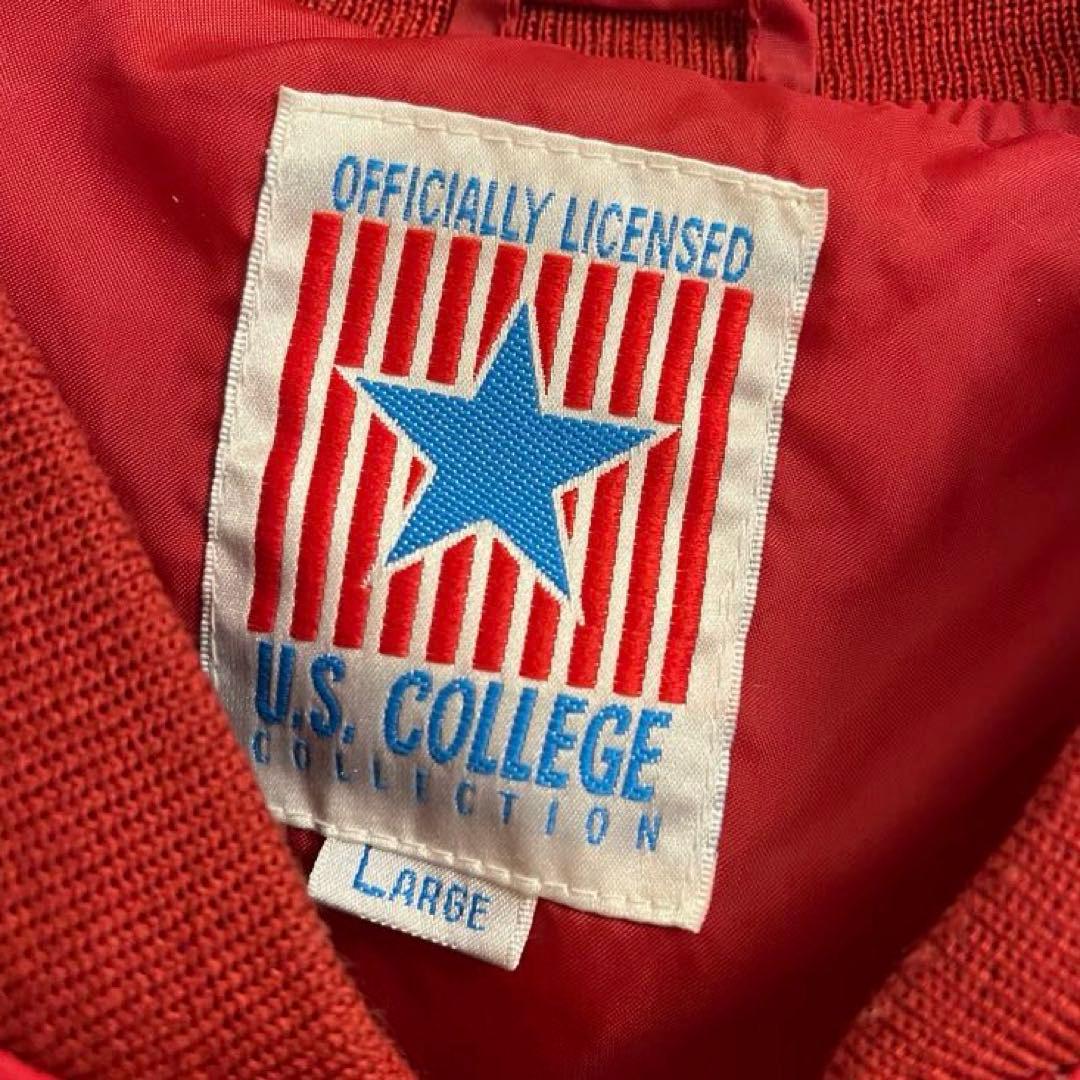 OFFICIALLY LICENSED
U.S. COLLEGE
COLLECTION
LARGE